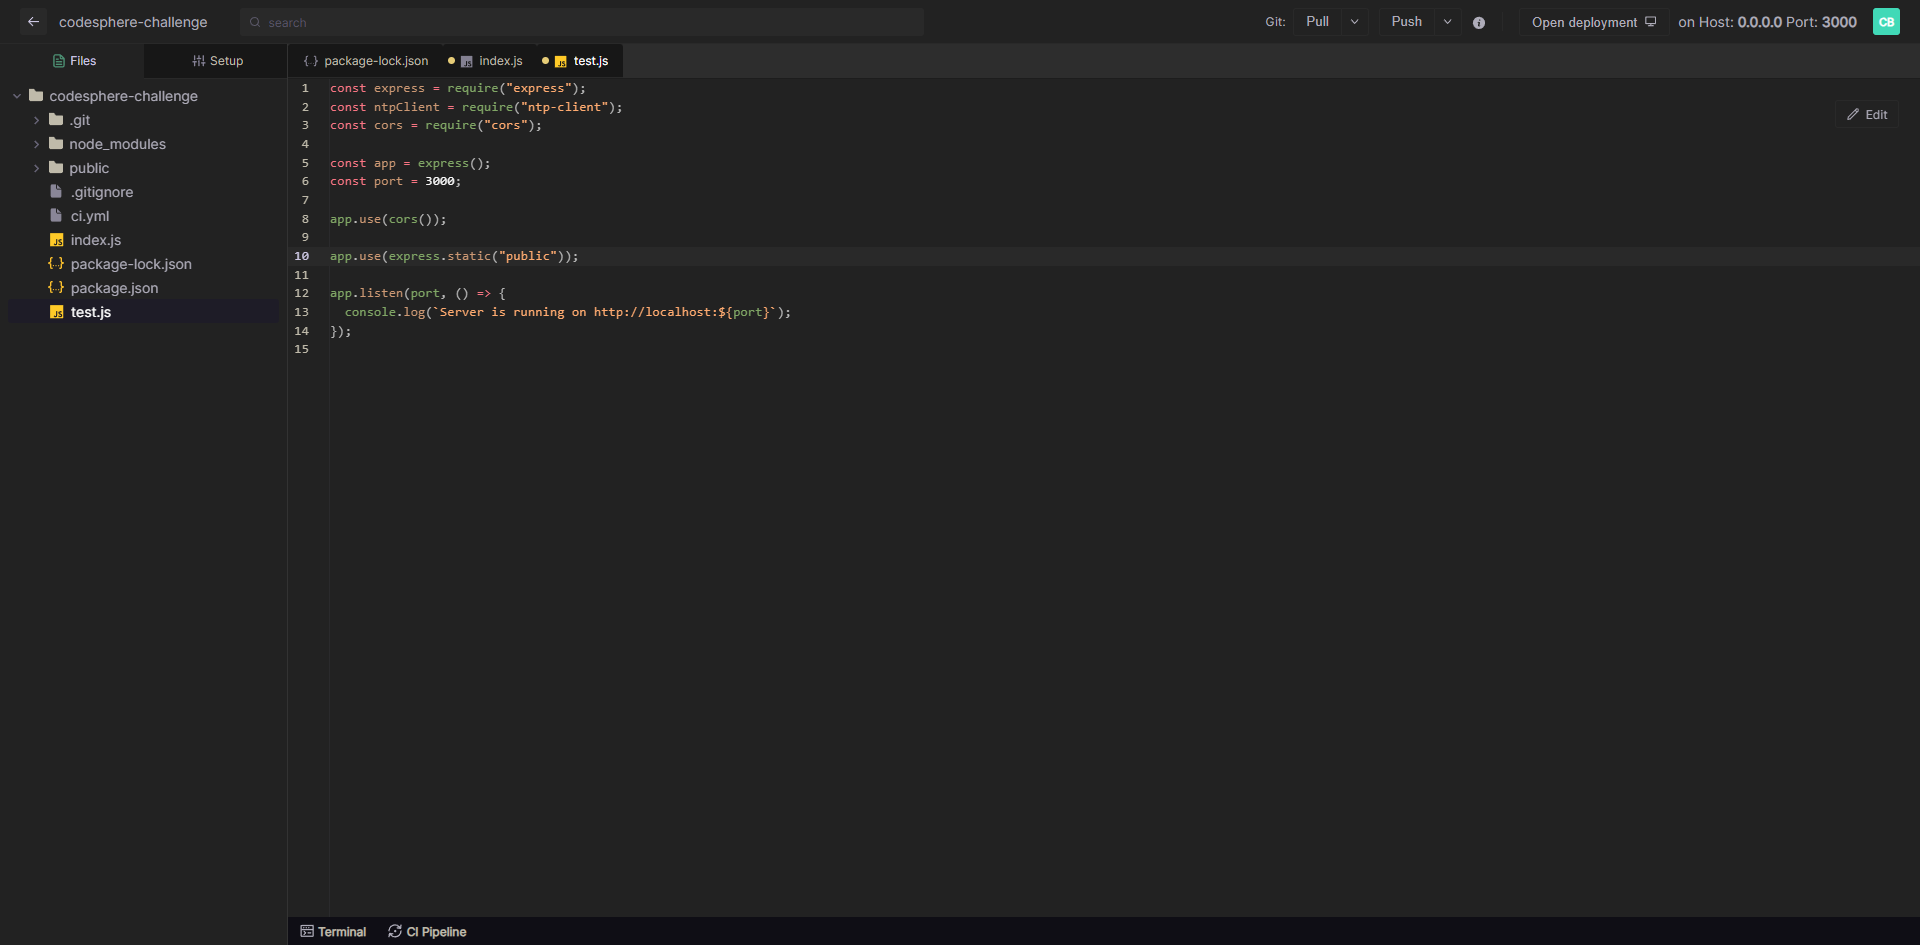 codesphere-challenge
search
Git:
Pull
Push
Open deployment
on Host: 0.0.0.0 Port: 3000
CB
Files
Setup
package-lock.json
index.js
test.js
codesphere-challenge
.git
node_modules
public
.gitignore
ci.yml
index.js
package-lock.json
package.json
test.js
1 const express = require("express");
2 const ntpClient = require("ntp-client");
3 const cors = require("cors");
4
5 const app = express();
6 const port = 3000;
7
8 app.use(cors());
9
10 app.use(express.static("public"));
11
12 app.listen(port, () => {
13 console.log(`Server is running on http://localhost:${port}`);
14 });
15
Edit
Terminal
CI Pipeline